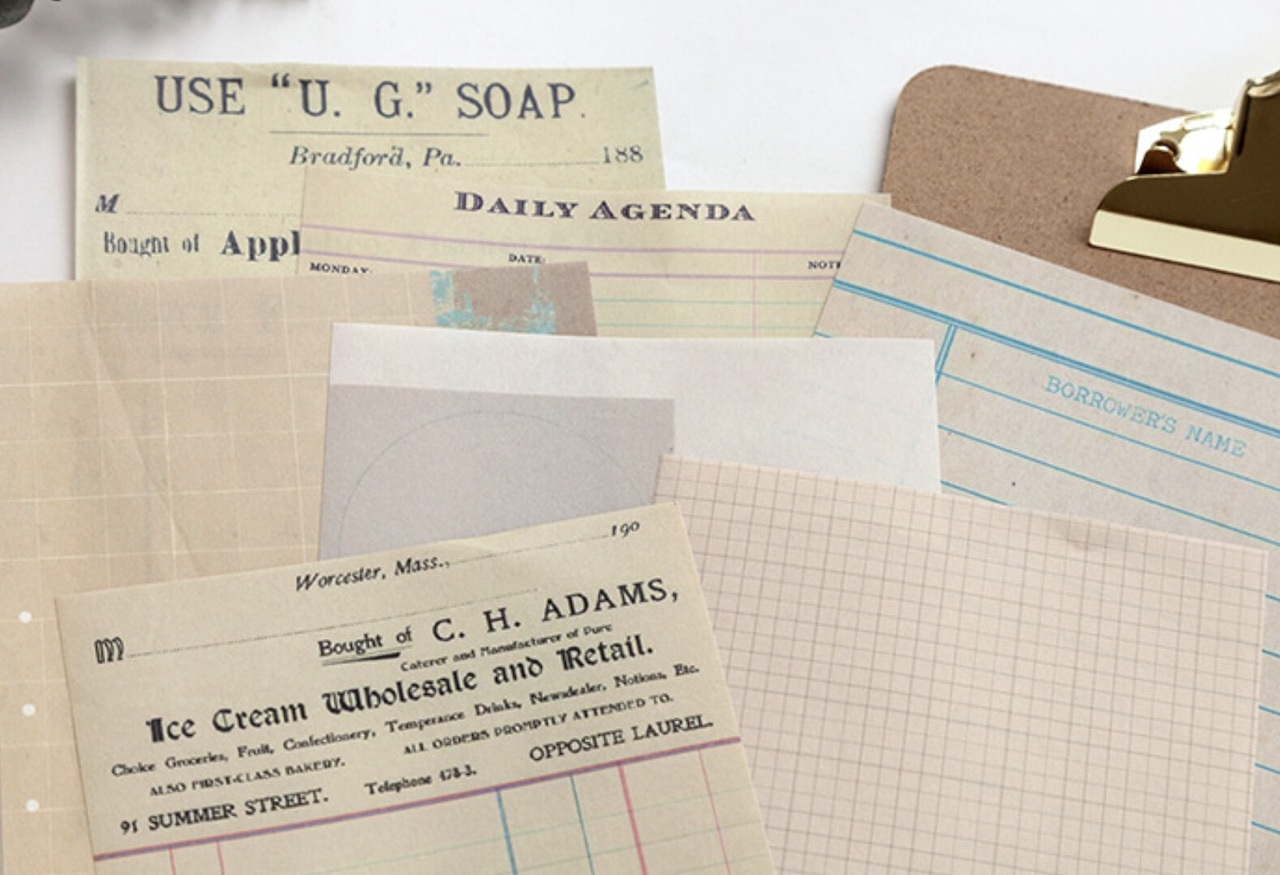 USE “U. G.” SOAP.
Bradford, Pa. 188
M
Bought of Appl
DAILY AGENDA
DATE:
MONDAY:
NOTE
BORROWER'S NAME
Worcester, Mass., 190
M
Bought of C. H. ADAMS,
Caterer and Manufacturer of Pure
Ice Cream Wholesale and Retail.
Choice Groceries, Fruit, Confectionery, Temperance Drinks, Newsdealer, Notions, Etc.
ALSO FIRST-CLASS BAKERY. ALL ORDERS PROMPTLY ATTENDED TO.
91 SUMMER STREET. Telephone 478-3. OPPOSITE LAUREL.